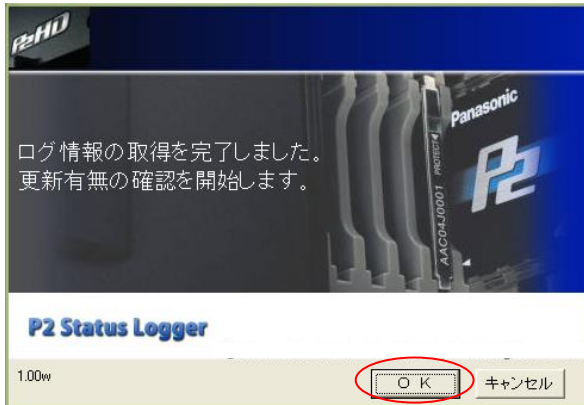 P2HD
Panasonic
P2
PROTECT
AAC04J0001
ログ情報の取得を完了しました。
更新有無の確認を開始します。
P2 Status Logger
1.00w
ＯＫ
キャンセル